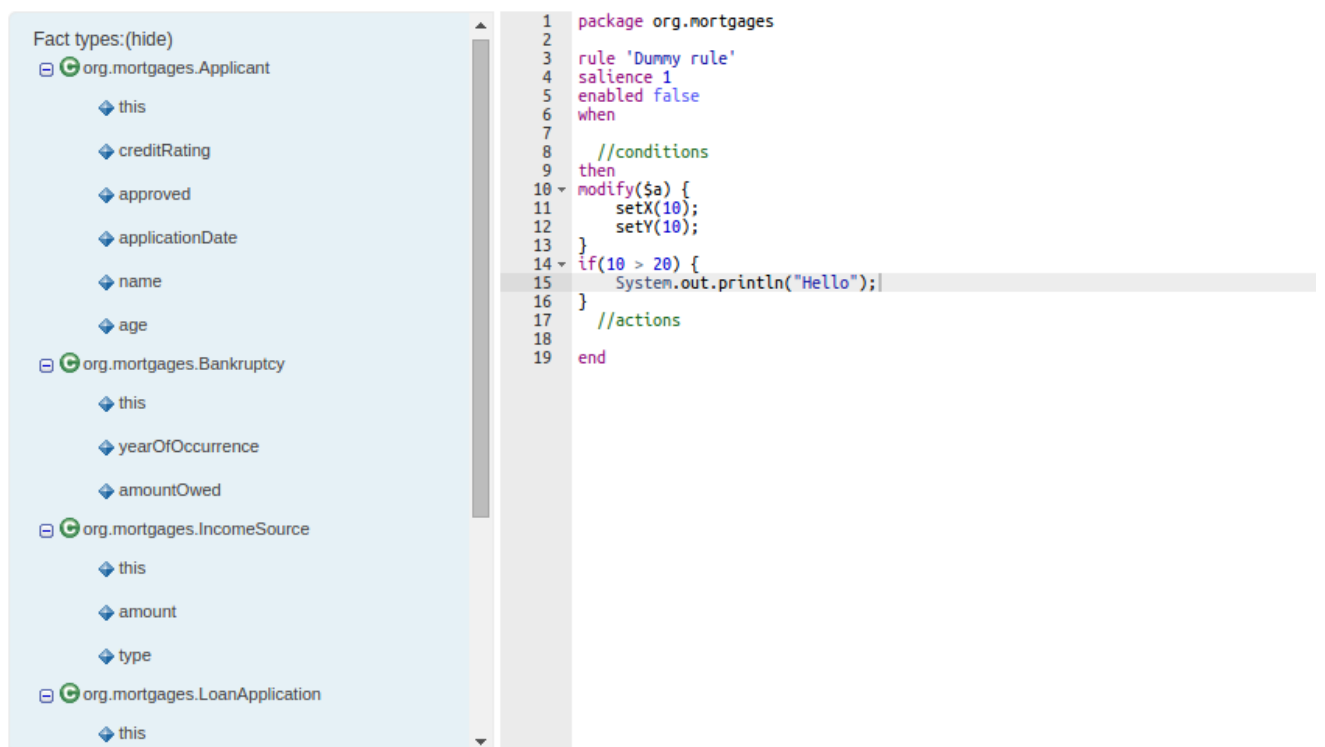 Fact types:(hide)
org.mortgages.Applicant
this
creditRating
approved
applicationDate
name
age
org.mortgages.Bankruptcy
this
yearOfOccurrence
amountOwed
org.mortgages.IncomeSource
this
amount
type
org.mortgages.LoanApplication
this
1 package org.mortgages
2
3 rule 'Dummy rule'
4 salience 1
5 enabled false
6 when
7
8 //conditions
9 then
10 modify($a) {
11 setX(10);
12 setY(10);
13 }
14 if(10 > 20) {
15 System.out.println("Hello");
16 }
17 //actions
18
19 end